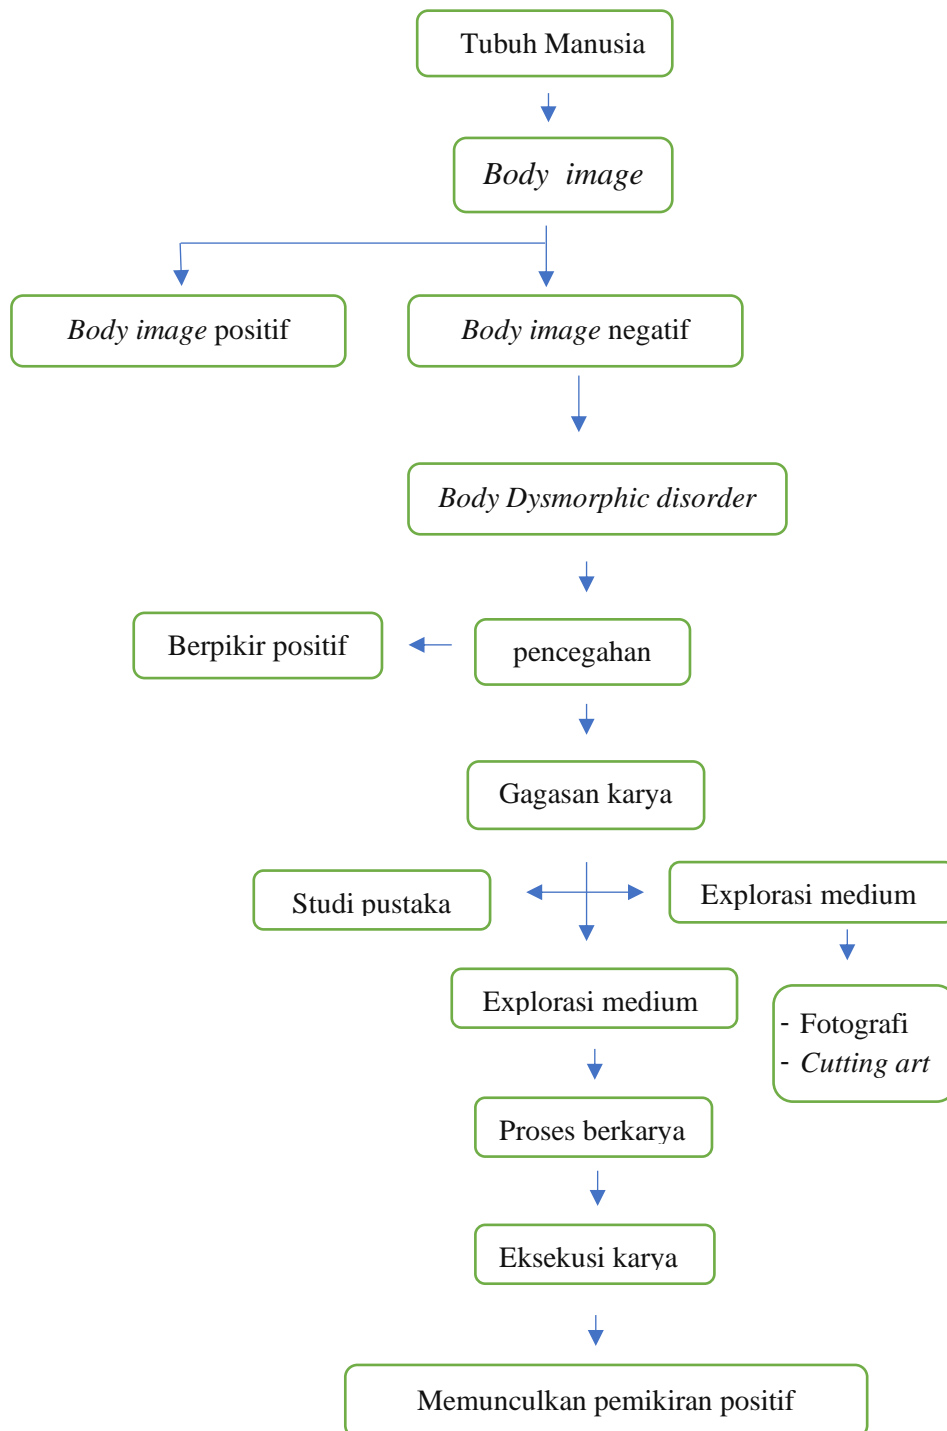 Tubuh Manusia
Body image
Body image positif
Body image negatif
Body Dysmorphic disorder
Berpikir positif
pencegahan
Gagasan karya
Studi pustaka
Explorasi medium
Explorasi medium
- Fotografi
- Cutting art
Proses berkarya
Eksekusi karya
Memunculkan pemikiran positif